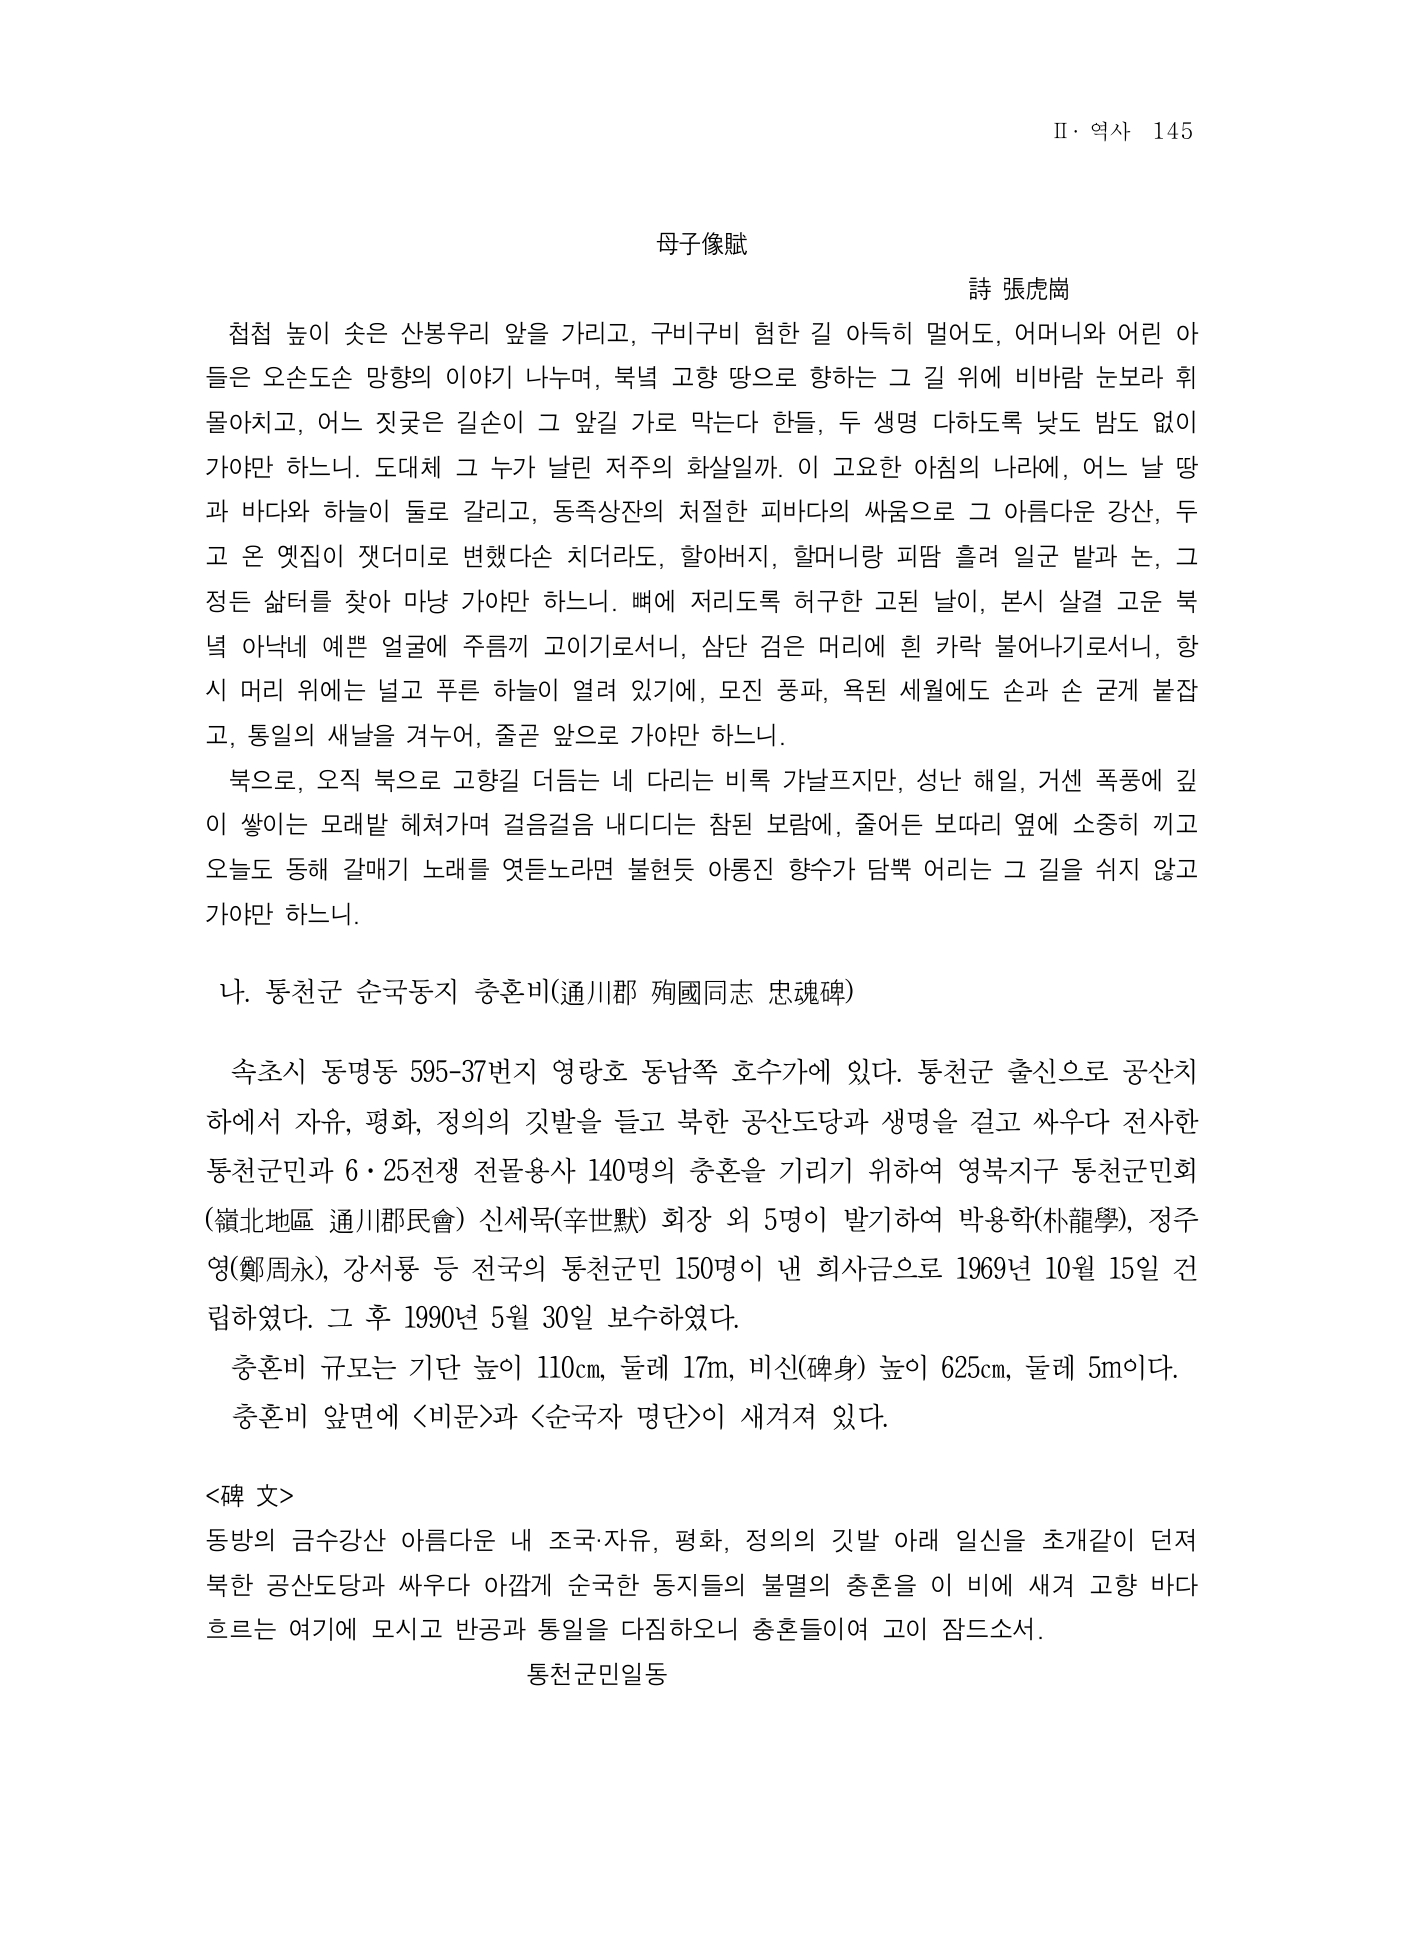 Ⅱ· 역사 145
母子像賦
詩 張虎崗
첩첩 높이 솟은 산봉우리 앞을 가리고, 구비구비 험한 길 아득히 멀어도, 어머니와 어린 아
들은 오손도손 망향의 이야기 나누며, 북녘 고향 땅으로 향하는 그 길 위에 비바람 눈보라 휘
몰아치고, 어느 짓궂은 길손이 그 앞길 가로 막는다 한들, 두 생명 다하도록 낮도 밤도 없이
가야만 하느니. 도대체 그 누가 날린 저주의 화살일까. 이 고요한 아침의 나라에, 어느 날 땅
과 바다와 하늘이 둘로 갈리고, 동족상잔의 처절한 피바다의 싸움으로 그 아름다운 강산, 두
고 온 옛집이 잿더미로 변했다손 치더라도, 할아버지, 할머니랑 피땀 흘려 일군 밭과 논, 그
정든 삶터를 찾아 마냥 가야만 하느니. 뼈에 저리도록 허구한 고된 날이, 본시 살결 고운 북
녘 아낙네 예쁜 얼굴에 주름끼 고이기로서니, 삼단 검은 머리에 흰 카락 불어나기로서니, 항
시 머리 위에는 널고 푸른 하늘이 열려 있기에, 모진 풍파, 욕된 세월에도 손과 손 굳게 붙잡
고, 통일의 새날을 겨누어, 줄곧 앞으로 가야만 하느니.
북으로, 오직 북으로 고향길 더듬는 네 다리는 비록 갸날프지만, 성난 해일, 거센 폭풍에 깊
이 쌓이는 모래밭 헤쳐가며 걸음걸음 내디디는 참된 보람에, 줄어든 보따리 옆에 소중히 끼고
오늘도 동해 갈매기 노래를 엿듣노라면 불현듯 아롱진 향수가 담뿍 어리는 그 길을 쉬지 않고
가야만 하느니.
나. 통천군 순국동지 충혼비(通川郡 殉國同志 忠魂碑)
속초시 동명동 595-37번지 영랑호 동남쪽 호수가에 있다. 통천군 출신으로 공산치
하에서 자유, 평화, 정의의 깃발을 들고 북한 공산도당과 생명을 걸고 싸우다 전사한
통천군민과 6·25전쟁 전몰용사 140명의 충혼을 기리기 위하여 영북지구 통천군민회
(嶺北地區 通川郡民會) 신세묵(辛世默) 회장 외 5명이 발기하여 박용학(朴龍學), 정주
영(鄭周永), 강서룡 등 전국의 통천군민 150명이 낸 희사금으로 1969년 10월 15일 건
립하였다. 그 후 1990년 5월 30일 보수하였다.
충혼비 규모는 기단 높이 110㎝, 둘레 17m, 비신(碑身) 높이 625㎝, 둘레 5m이다.
충혼비 앞면에 <비문>과 <순국자 명단>이 새겨져 있다.
<碑 文>
동방의 금수강산 아름다운 내 조국·자유, 평화, 정의의 깃발 아래 일신을 초개같이 던져
북한 공산도당과 싸우다 아깝게 순국한 동지들의 불멸의 충혼을 이 비에 새겨 고향 바다
흐르는 여기에 모시고 반공과 통일을 다짐하오니 충혼들이여 고이 잠드소서.
통천군민일동